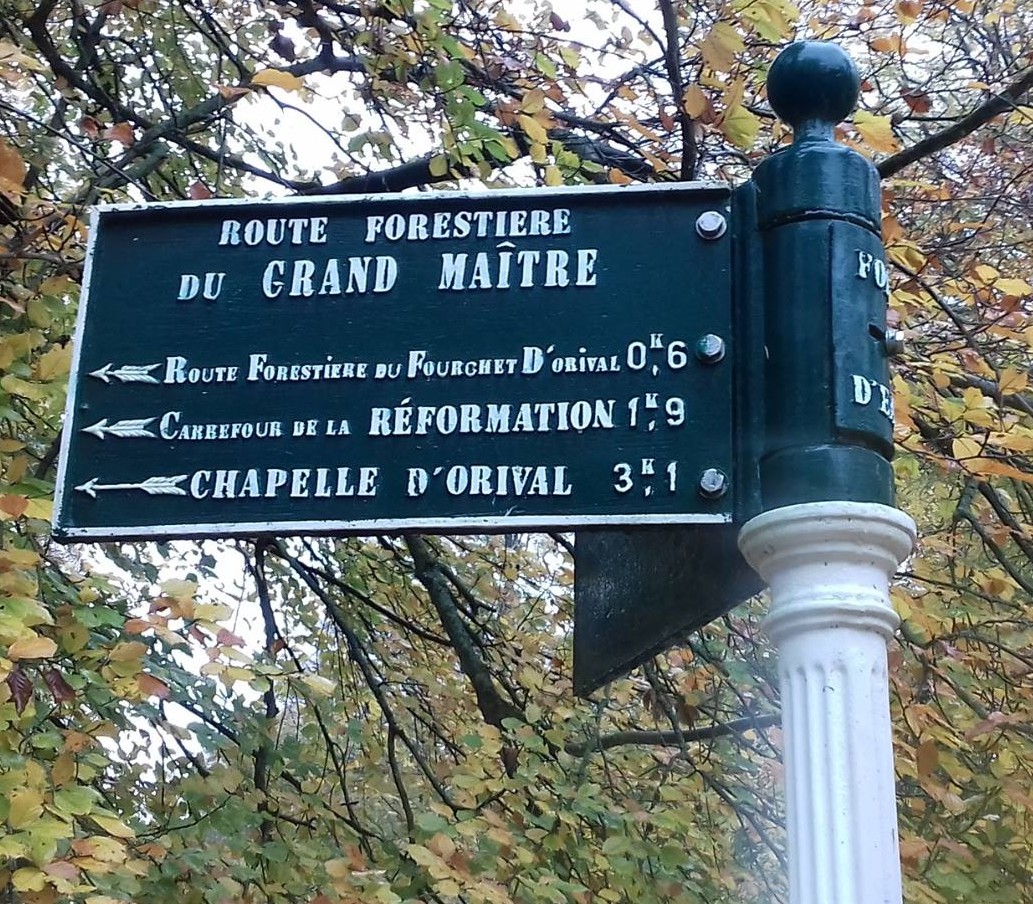 ROUTE FORESTIERE
DU GRAND MAÎTRE
ROUTE FORESTIÈRE DU FOURCHET D'ORIVAL 0K,6
CARREFOUR DE LA RÉFORMATION 1K,9
CHAPELLE D'ORIVAL 3K,1